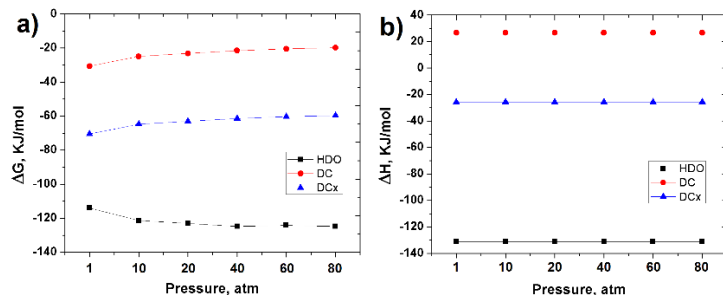 a)
0
-20
-40
-60
-80
-100
-120
-140
ΔG, KJ/mol
HDO
DC
DCx
1 10 20 40 60 80
Pressure, atm
b)
40
20
0
-20
-40
-60
-80
-100
-120
-140
ΔH, KJ/mol
HDO
DC
DCx
1 10 20 40 60 80
Pressure, atm